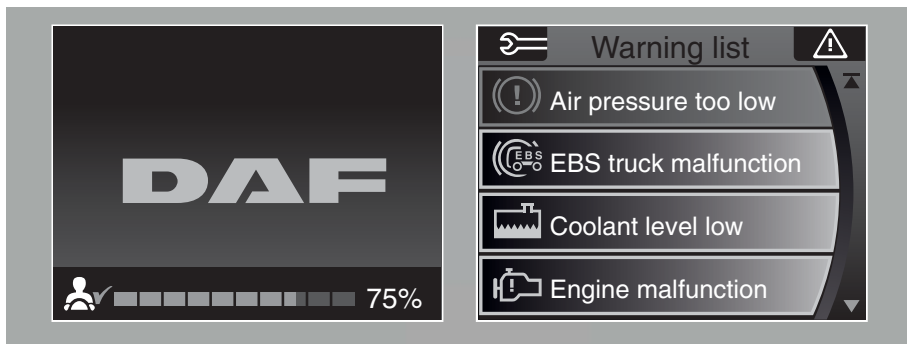 DAF
75%
Warning list
Air pressure too low
EBS
EBS truck malfunction
Coolant level low
Engine malfunction